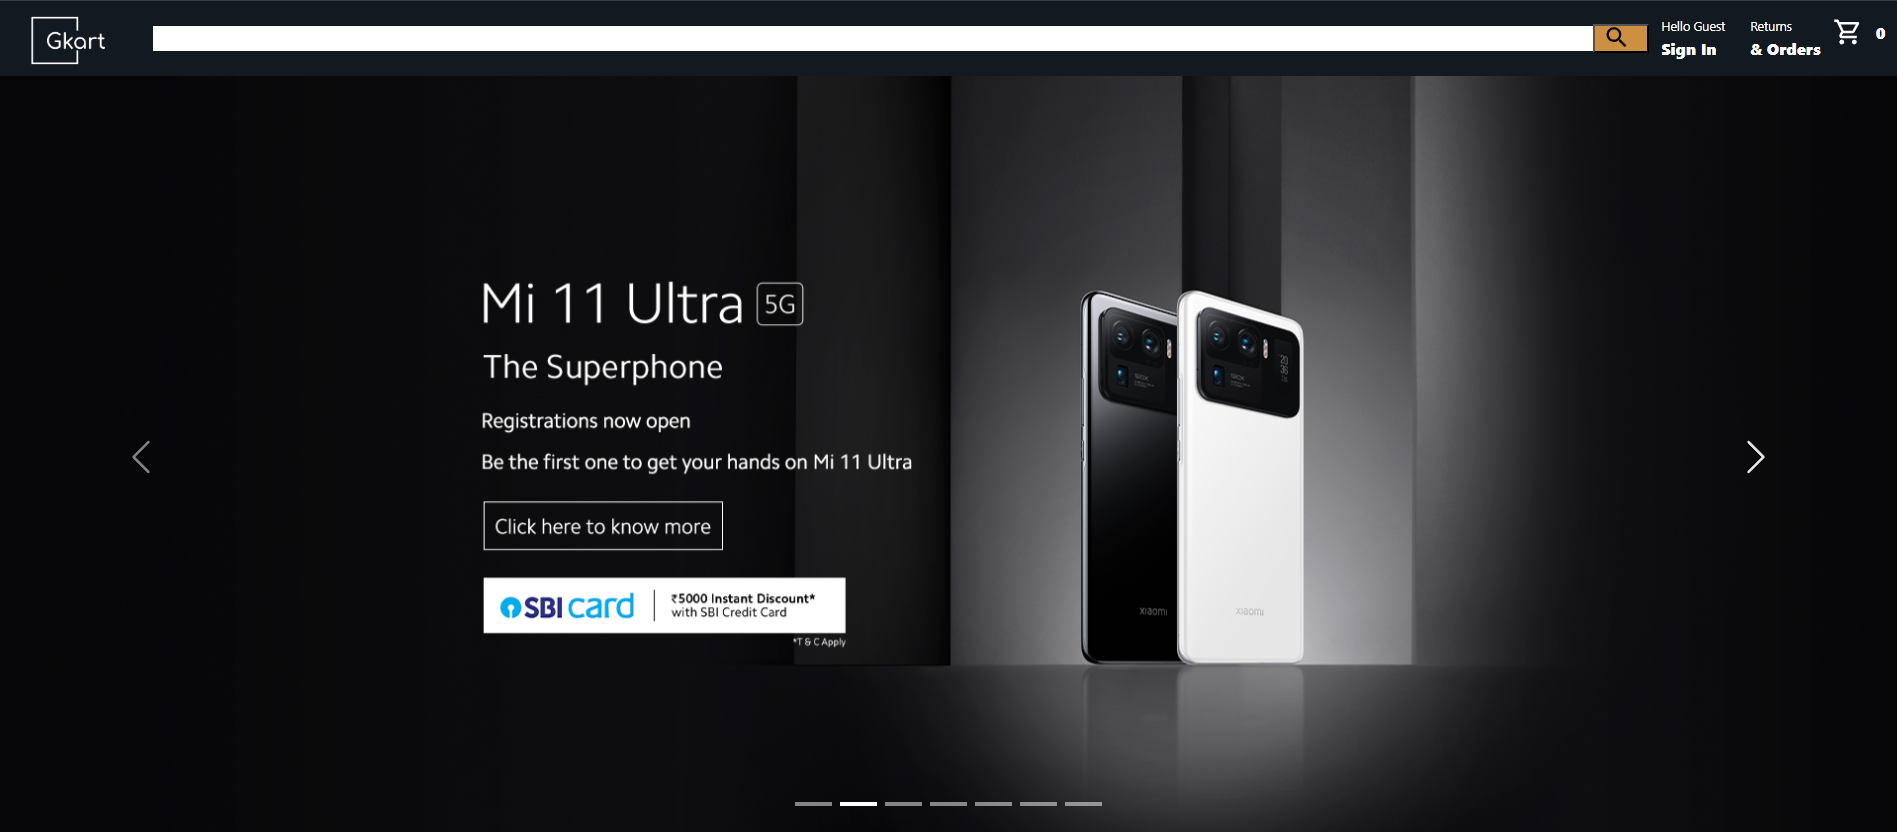 Gkart
Hello Guest
Sign In
Returns
& Orders
0
Mi 11 Ultra 5G
The Superphone
Registrations now open
Be the first one to get your hands on Mi 11 Ultra
Click here to know more
SBI card
₹5000 Instant Discount*
with SBI Credit Card
*T & C Apply
xiaomi
xiaomi